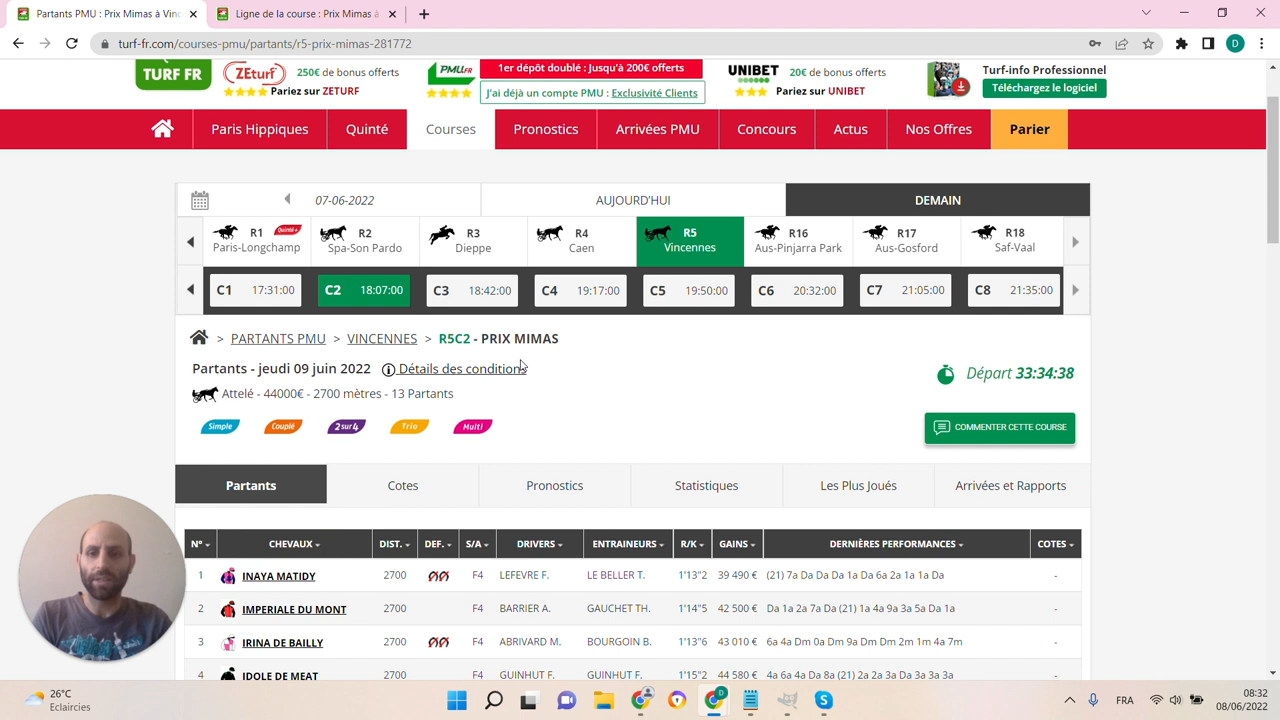 Partants PMU : Prix Mimas à Vinc
Ligne de la course : Prix Mimas à
turf-fr.com/courses-pmu/partants/r5-prix-mimas-281772
D
TURF FR
ZEturf
250€ de bonus offerts
Pariez sur ZETURF
PMU.FR
1er dépôt doublé : Jusqu'à 200€ offerts
J'ai déjà un compte PMU : Exclusivité Clients
UNIBET
20€ de bonus offerts
Pariez sur UNIBET
Turf-info Professionnel
Téléchargez le logiciel
Paris Hippiques Quinté Courses Pronostics Arrivées PMU Concours Actus Nos Offres Parier
07-06-2022 AUJOURD'HUI DEMAIN
R1 Quinté+ R2 R3 R4 R5 R16 R17 R18
Paris-Longchamp Spa-Son Pardo Dieppe Caen Vincennes Aus-Pinjarra Park Aus-Gosford Saf-Vaal
C1 17:31:00 C2 18:07:00 C3 18:42:00 C4 19:17:00 C5 19:50:00 C6 20:32:00 C7 21:05:00 C8 21:35:00
> PARTANTS PMU > VINCENNES > R5C2 - PRIX MIMAS
Partants - jeudi 09 juin 2022 Détails des conditions
Départ 33:34:38
Attelé - 44000€ - 2700 mètres - 13 Partants
Simple Couplé 2sur4 Trio Multi
COMMENTER CETTE COURSE
Partants Cotes Pronostics Statistiques Les Plus Joués Arrivées et Rapports
N° CHEVAUX DIST. DEF. S/A DRIVERS ENTRAINEURS R/K GAINS DERNIÈRES PERFORMANCES COTES
1 INAYA MATIDY 2700 F4 LEFEVRE F. LE BELLER T. 1'13"2 39 490 € (21) 7a Da Da Da 1a Da 6a 2a 1a 1a Da -
2 IMPERIALE DU MONT 2700 F4 BARRIER A. GAUCHET TH. 1'14"5 42 500 € Da 1a 2a 7a Da (21) 1a 4a 9a 3a 5a Da 1a -
3 IRINA DE BAILLY 2700 F4 ABRIVARD M. BOURGOIN B. 1'13"6 43 010 € 6a 4a Dm 0a Dm 9a Dm Dm 2m 1m 4a 7m -
4 IDOLE DE MEAT 2700 F4 GUINHUT F. GUINHUT F. 1'15"2 44 580 € 4a 6a 4a Da 8a (21) 2a 2a 3a Da 3a 3a -
26°C
Eclaircies
FRA
08:32
08/06/2022